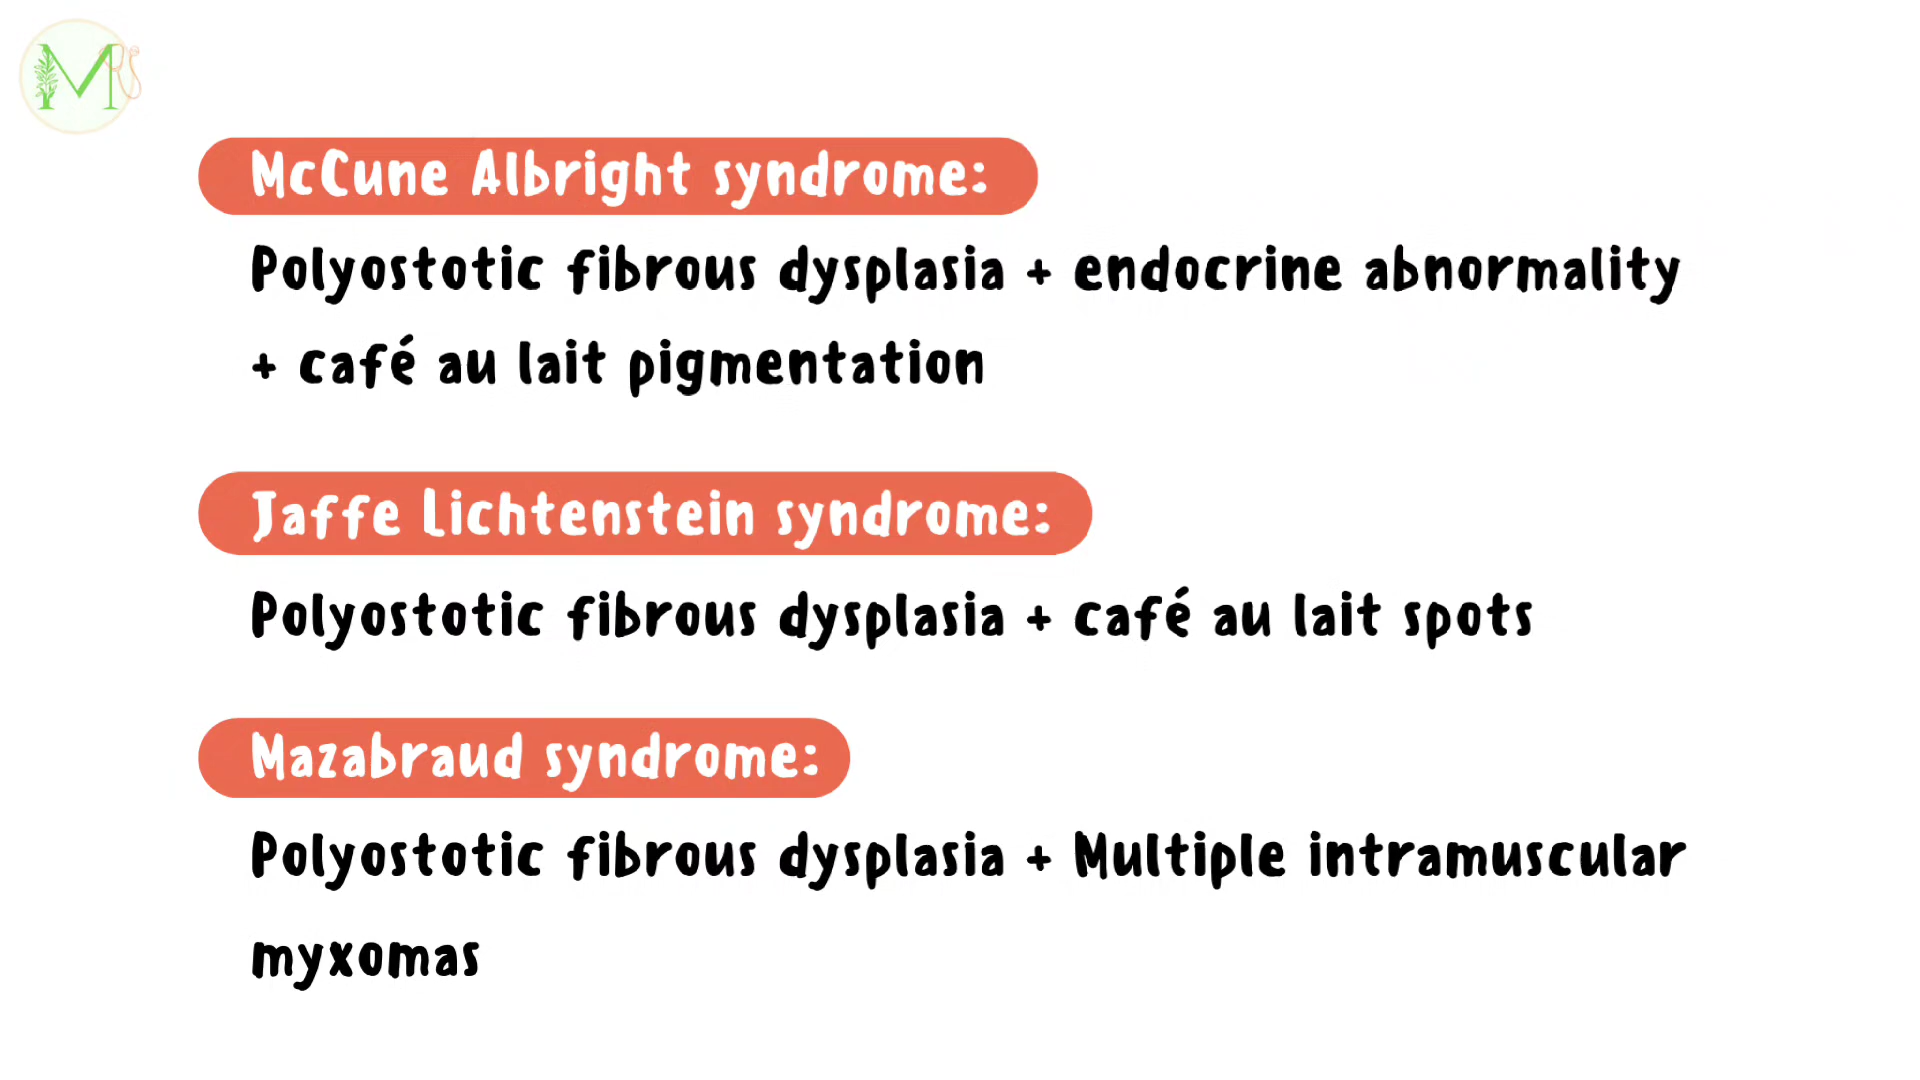 MRS
McCune Albright syndrome:
Polyostotic fibrous dysplasia + endocrine abnormality
+ café au lait pigmentation
Jaffe Lichtenstein syndrome:
Polyostotic fibrous dysplasia + café au lait spots
Mazabraud syndrome:
Polyostotic fibrous dysplasia + Multiple intramuscular
myxomas